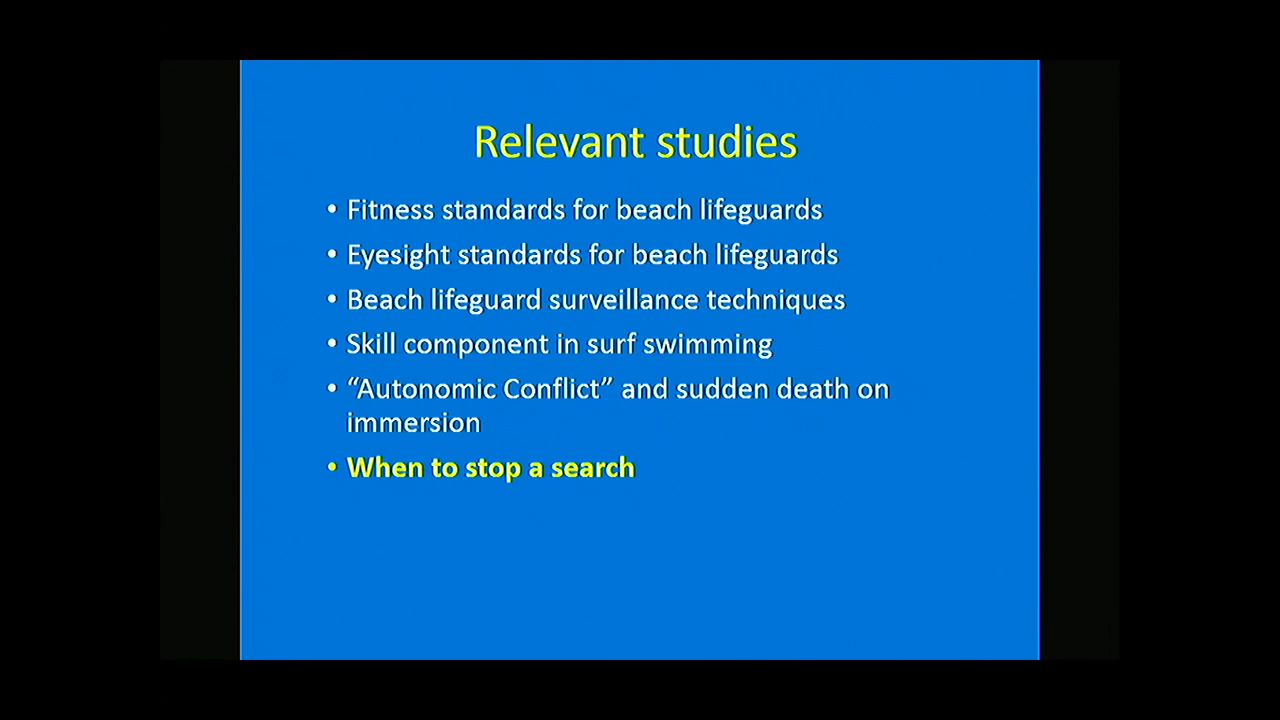 Relevant studies
• Fitness standards for beach lifeguards
• Eyesight standards for beach lifeguards
• Beach lifeguard surveillance techniques
• Skill component in surf swimming
• “Autonomic Conflict” and sudden death on
immersion
• When to stop a search